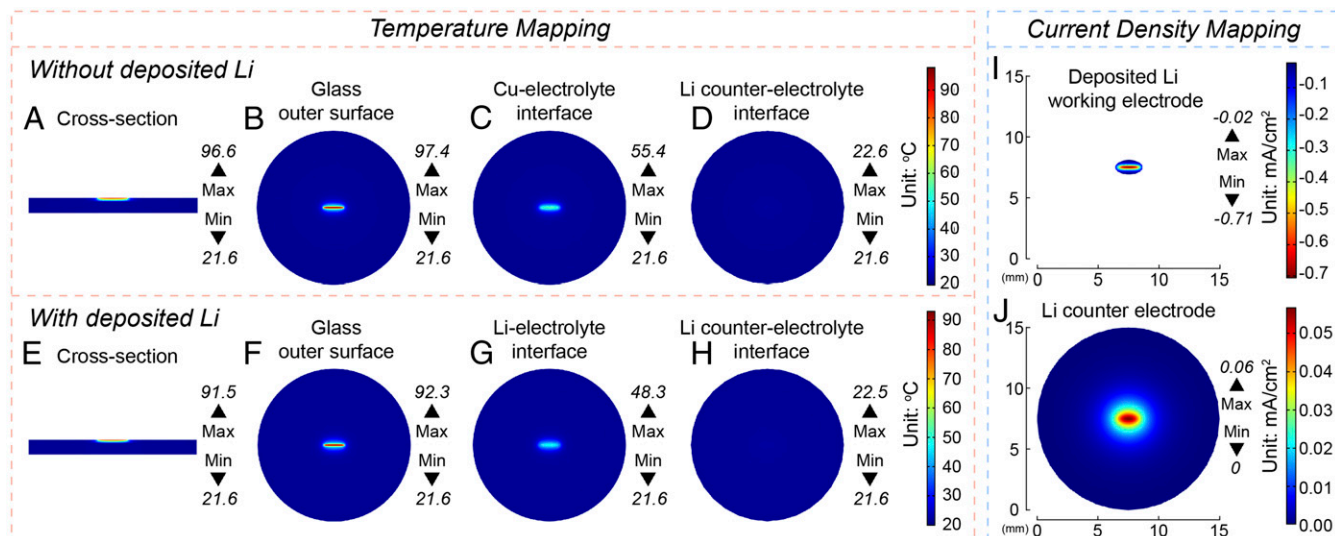 Temperature Mapping
Without deposited Li
A Cross-section
96.6
Max
Min
21.6
B Glass
outer surface
97.4
Max
Min
21.6
C Cu-electrolyte
interface
55.4
Max
Min
21.6
D Li counter-electrolyte
interface
22.6
Max
Min
21.6
90
80
70
60
50
40
30
20
Unit: °C
With deposited Li
E Cross-section
91.5
Max
Min
21.6
F Glass
outer surface
92.3
Max
Min
21.6
G Li-electrolyte
interface
48.3
Max
Min
21.6
H Li counter-electrolyte
interface
22.5
Max
Min
21.6
90
80
70
60
50
40
30
20
Unit: °C
Current Density Mapping
I
Deposited Li
working electrode
15
10
5
0
(mm) 0 5 10 15
-0.02
Max
Min
-0.71
-0.1
-0.2
-0.3
-0.4
-0.5
-0.6
-0.7
Unit: mA/cm²
J Li counter electrode
15
10
5
0
(mm) 0 5 10 15
0.06
Max
Min
0
0.05
0.04
0.03
0.02
0.01
0.00
Unit: mA/cm²